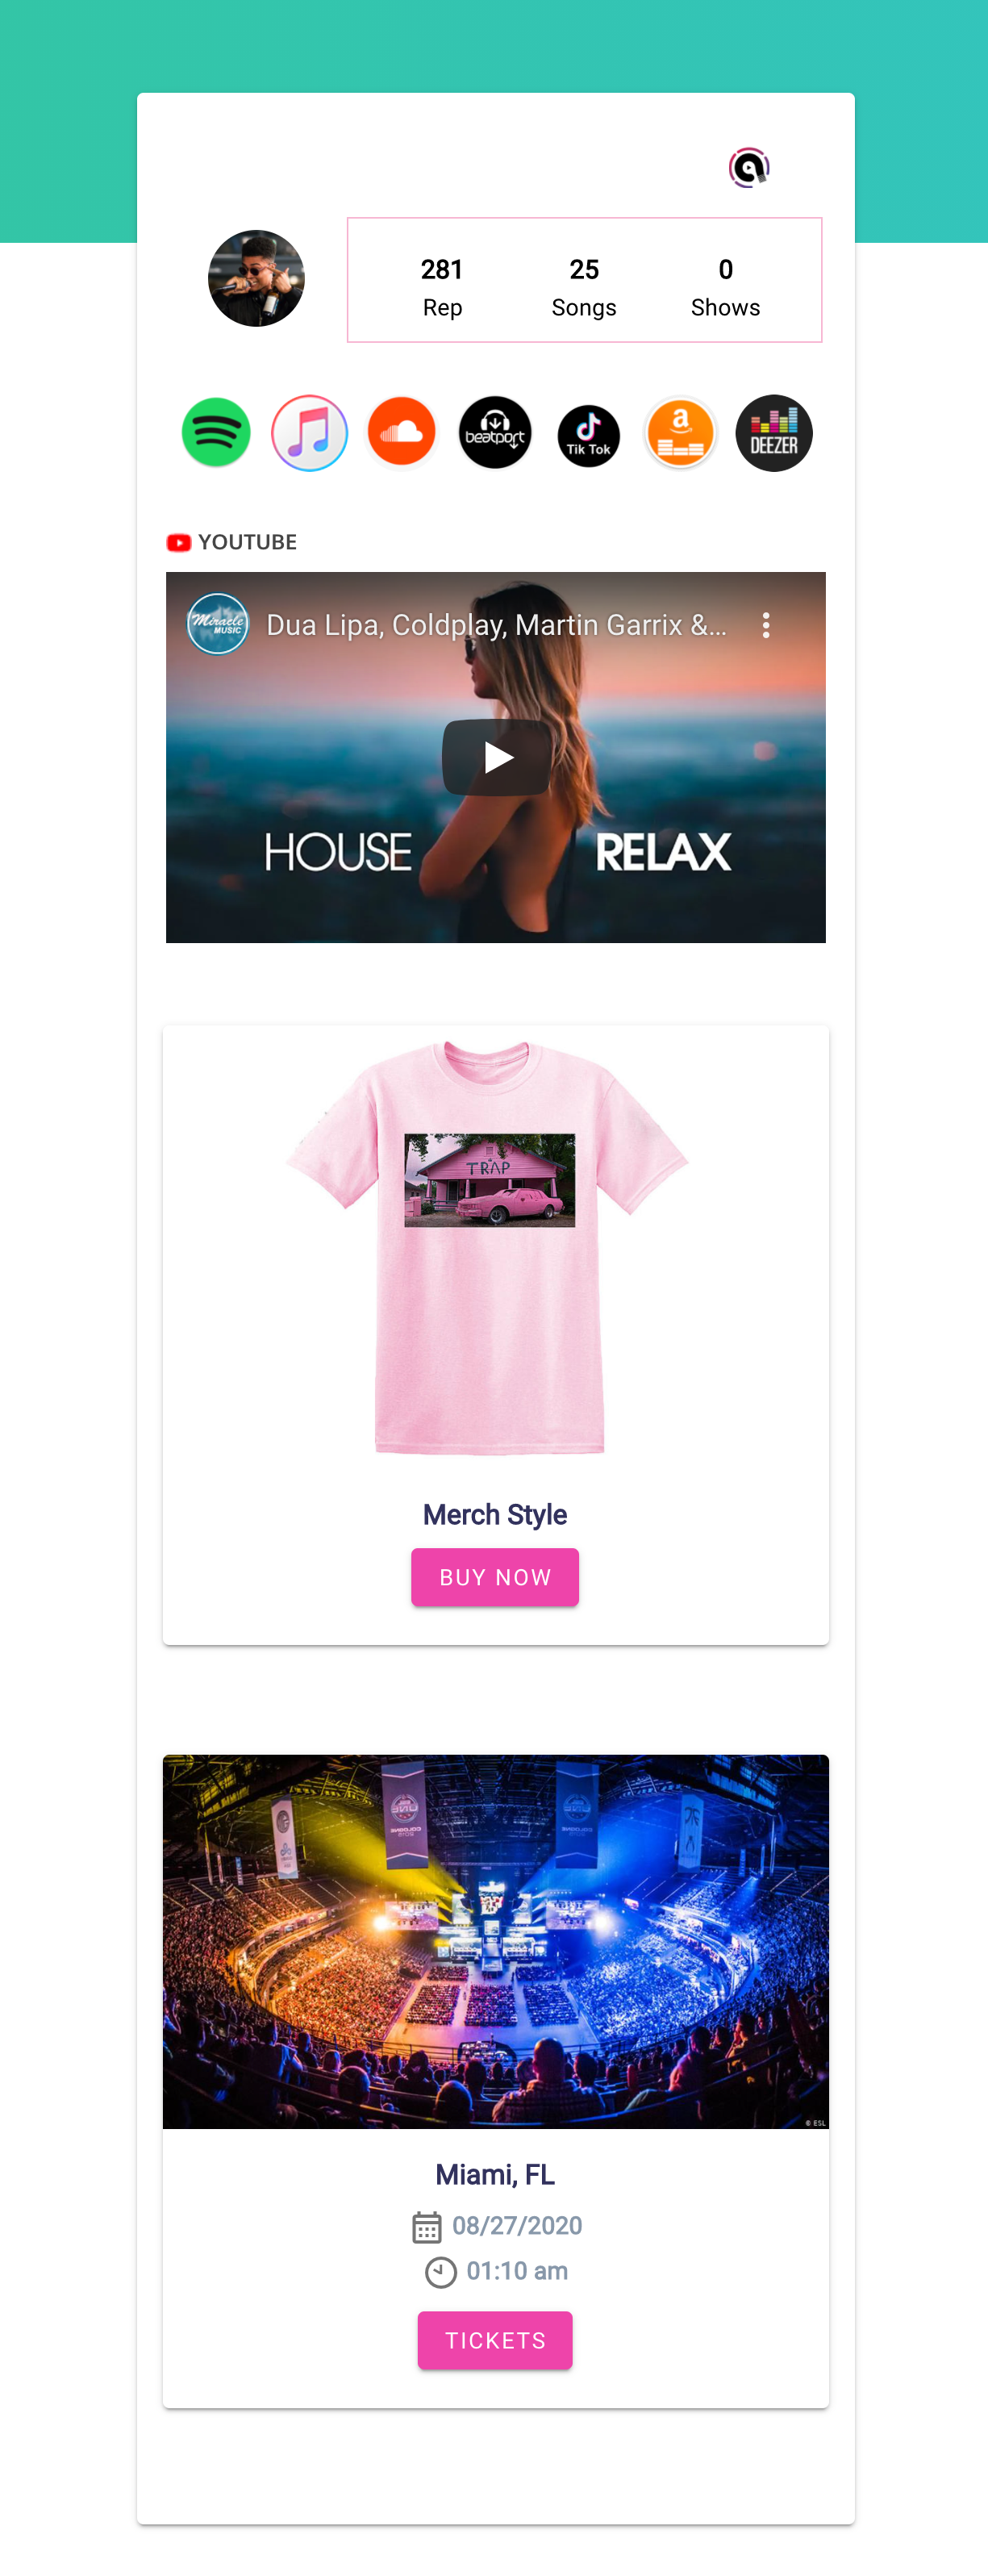 281 25 0
Rep Songs Shows
beatport
Tik Tok
a
DEEZER
YOUTUBE
Miracle
MUSIC
Dua Lipa, Coldplay, Martin Garrix &...
HOUSE RELAX
TRAP
Merch Style
BUY NOW
COLOGNE
© ESL
Miami, FL
08/27/2020
01:10 am
TICKETS